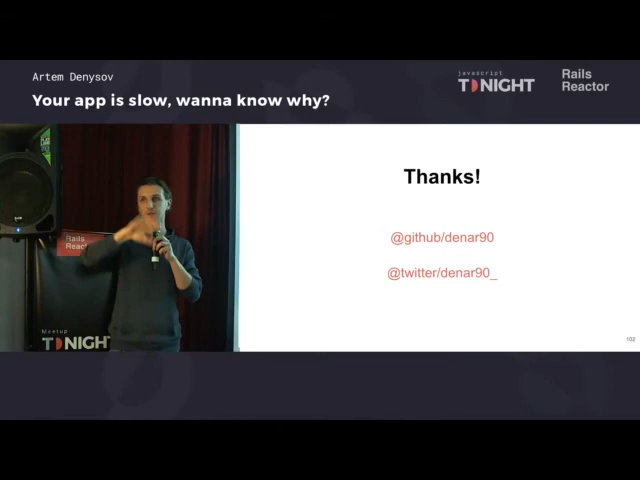 Artem Denysov
Your app is slow, wanna know why?
javascript
TONIGHT
Rails
Reactor
Thanks!
@github/denar90
@twitter/denar90_
Rails
Reactor
Meetup
TONIGHT
102